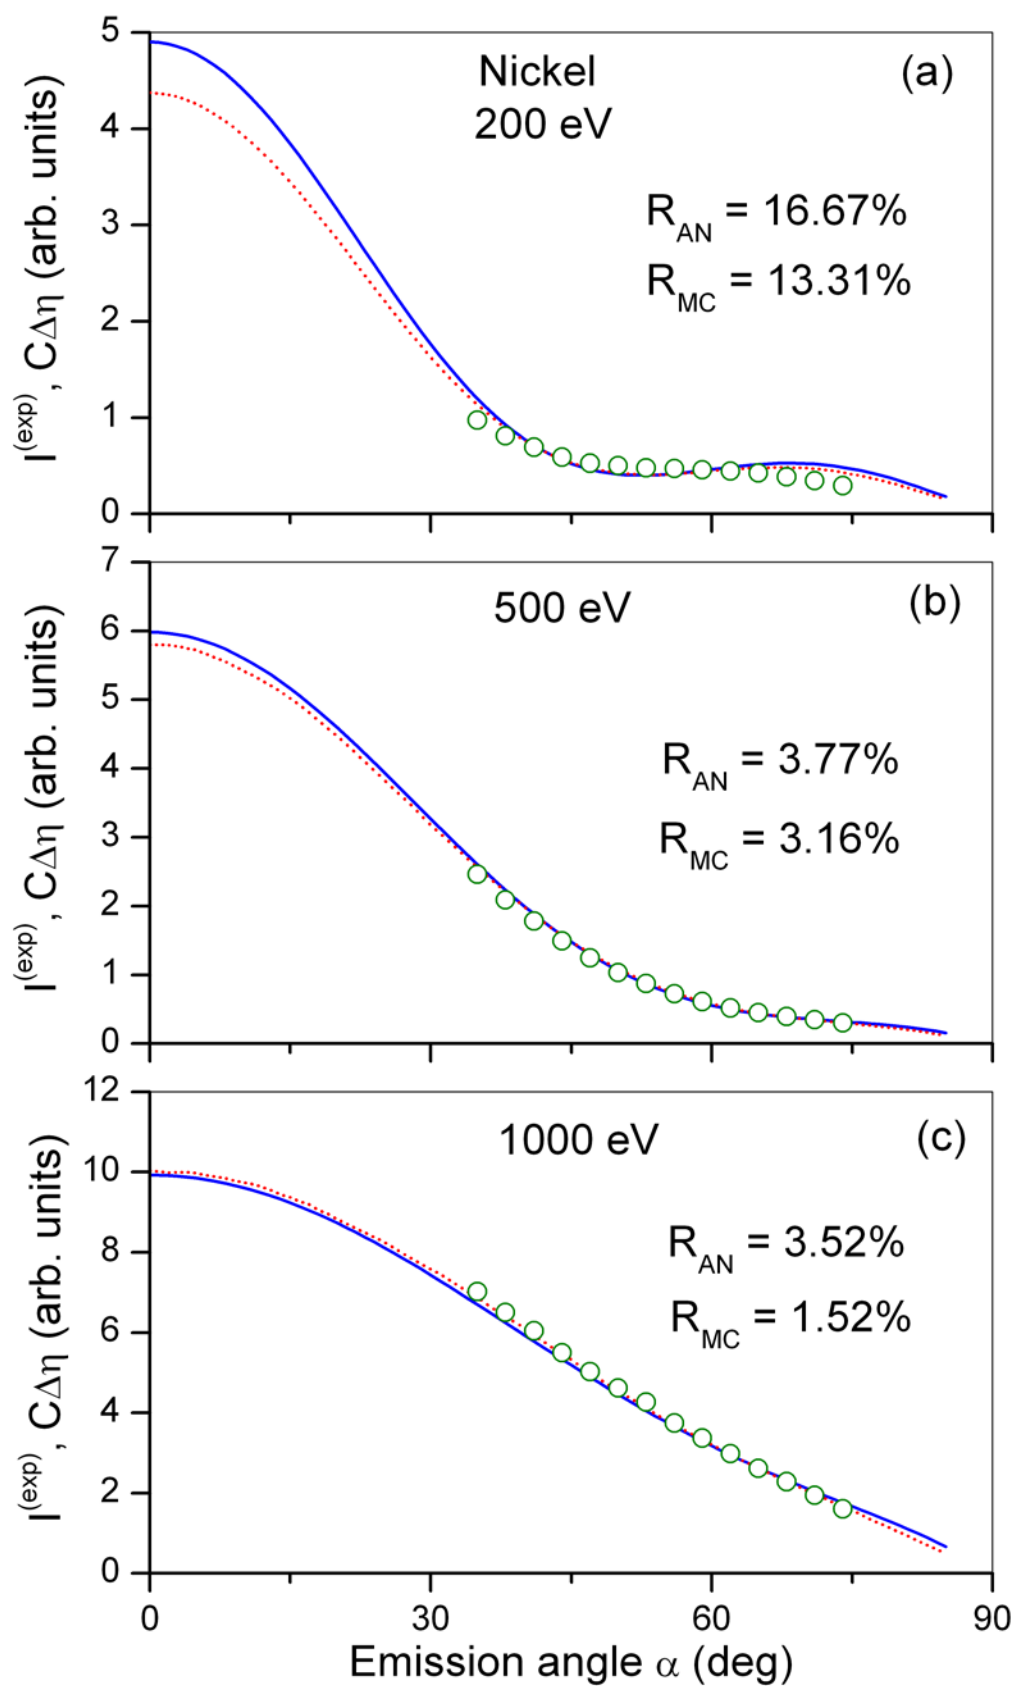 5
4
3
2
1
0
I(exp) , CΔη (arb. units)
Nickel
200 eV
(a)
RAN = 16.67%
RMC = 13.31%
7
6
5
4
3
2
1
0
I(exp) , CΔη (arb. units)
500 eV
(b)
RAN = 3.77%
RMC = 3.16%
12
10
8
6
4
2
0
I(exp) , CΔη (arb. units)
1000 eV
(c)
RAN = 3.52%
RMC = 1.52%
0 30 60 90
Emission angle α (deg)